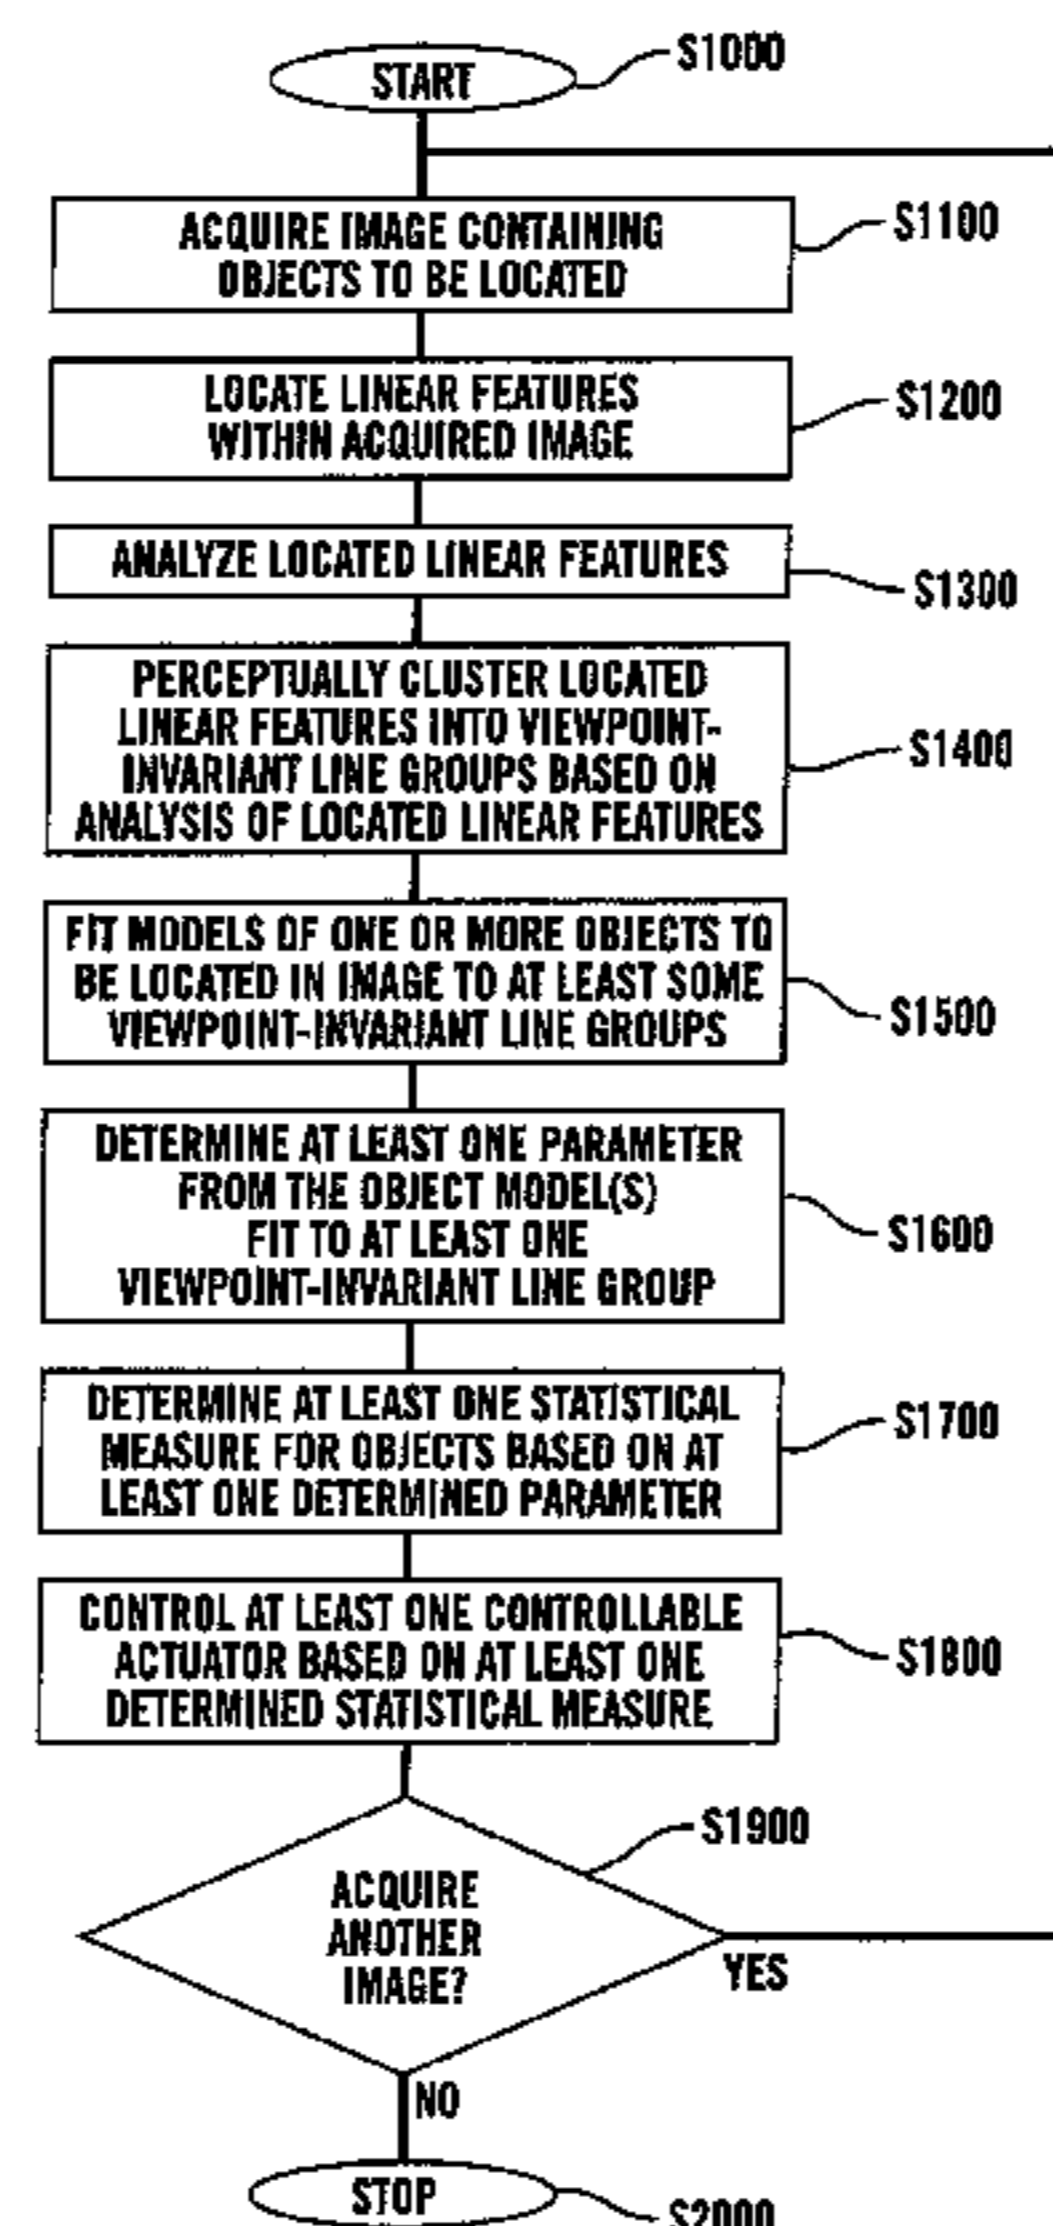 START
S1000
ACQUIRE IMAGE CONTAINING
OBJECTS TO BE LOCATED
S1100
LOCATE LINEAR FEATURES
WITHIN ACQUIRED IMAGE
S1200
ANALYZE LOCATED LINEAR FEATURES
S1300
PERCEPTUALLY CLUSTER LOCATED
LINEAR FEATURES INTO VIEWPOINT-
INVARIANT LINE GROUPS BASED ON
ANALYSIS OF LOCATED LINEAR FEATURES
S1400
FIT MODELS OF ONE OR MORE OBJECTS TO
BE LOCATED IN IMAGE TO AT LEAST SOME
VIEWPOINT-INVARIANT LINE GROUPS
S1500
DETERMINE AT LEAST ONE PARAMETER
FROM THE OBJECT MODEL(S)
FIT TO AT LEAST ONE
VIEWPOINT-INVARIANT LINE GROUP
S1600
DETERMINE AT LEAST ONE STATISTICAL
MEASURE FOR OBJECTS BASED ON AT
LEAST ONE DETERMINED PARAMETER
S1700
CONTROL AT LEAST ONE CONTROLLABLE
ACTUATOR BASED ON AT LEAST ONE
DETERMINED STATISTICAL MEASURE
S1800
S1900
ACQUIRE
ANOTHER
IMAGE?
YES
NO
STOP
S2000